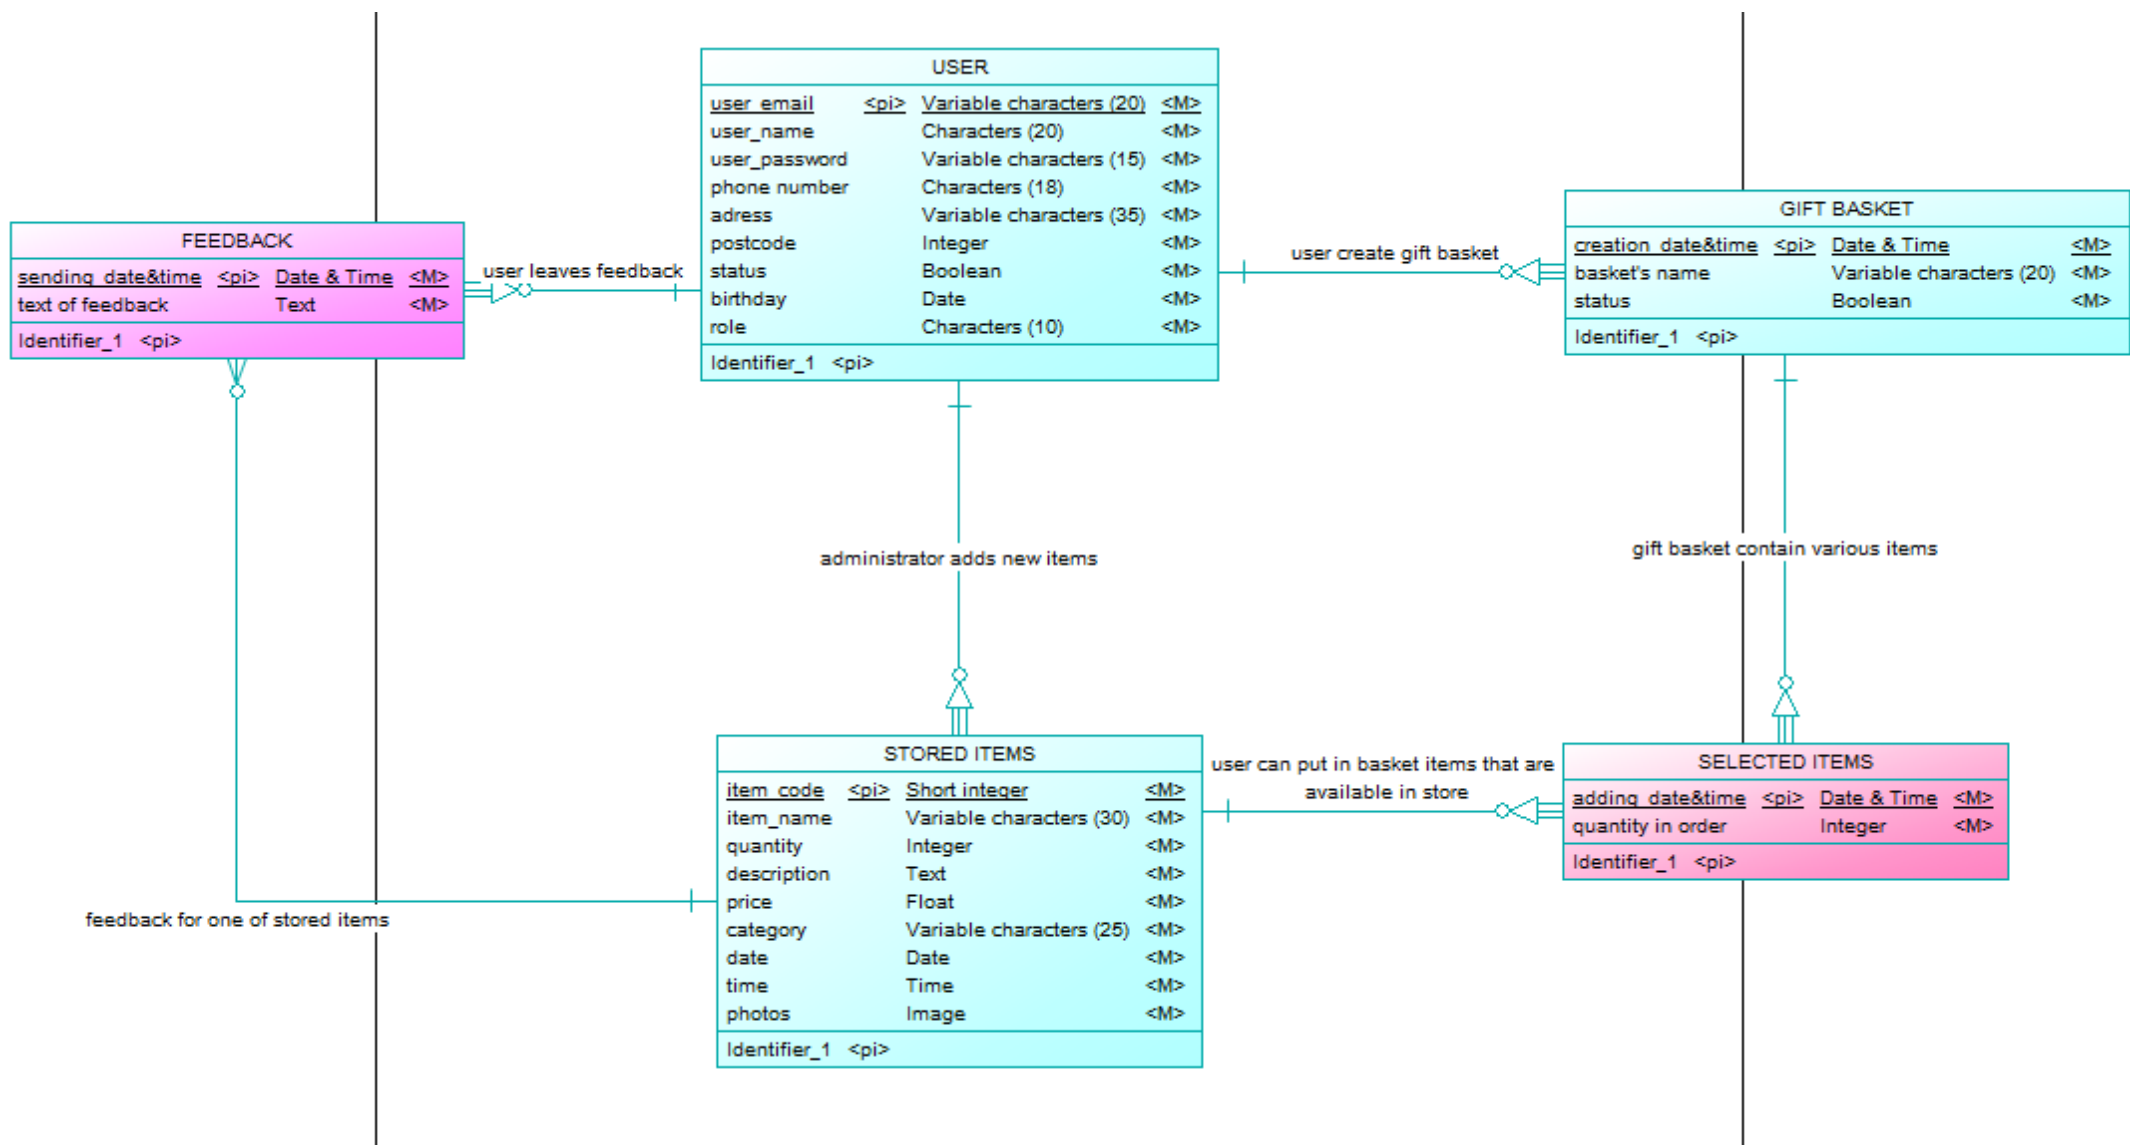 USER
user_email <pi> Variable characters (20) <M>
user_name Characters (20) <M>
user_password Variable characters (15) <M>
phone number Characters (18) <M>
adress Variable characters (35) <M>
postcode Integer <M>
status Boolean <M>
birthday Date <M>
role Characters (10) <M>
Identifier_1 <pi>
FEEDBACK
sending_date&time <pi> Date & Time <M>
text of feedback Text <M>
Identifier_1 <pi>
user leaves feedback
user create gift basket
GIFT BASKET
creation_date&time <pi> Date & Time <M>
basket's name Variable characters (20) <M>
status Boolean <M>
Identifier_1 <pi>
administrator adds new items
gift basket contain various items
STORED ITEMS
item_code <pi> Short integer <M>
item_name Variable characters (30) <M>
quantity Integer <M>
description Text <M>
price Float <M>
category Variable characters (25) <M>
date Date <M>
time Time <M>
photos Image <M>
Identifier_1 <pi>
user can put in basket items that are
available in store
SELECTED ITEMS
adding_date&time <pi> Date & Time <M>
quantity in order Integer <M>
Identifier_1 <pi>
feedback for one of stored items